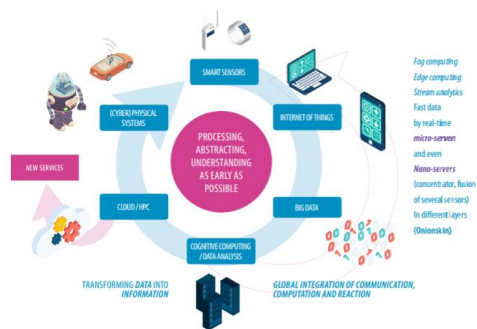 SMART SENSORS
INTERNET OF THINGS
BIG DATA
COGNITIVE COMPUTING
/ DATA ANALYSIS
CLOUD / HPC
(CYBER) PHYSICAL
SYSTEMS
NEW SERVICES
PROCESSING,
ABSTRACTING,
UNDERSTANDING
AS EARLY AS
POSSIBLE
Fog computing
Edge computing
Stream analytics
Fast data
by real-time
micro-servers
and even
Nano-servers
(concentrator, fusion
of several sensors)
In different layers
(Onionskin)
TRANSFORMING DATA INTO
INFORMATION
GLOBAL INTEGRATION OF COMMUNICATION,
COMPUTATION AND REACTION